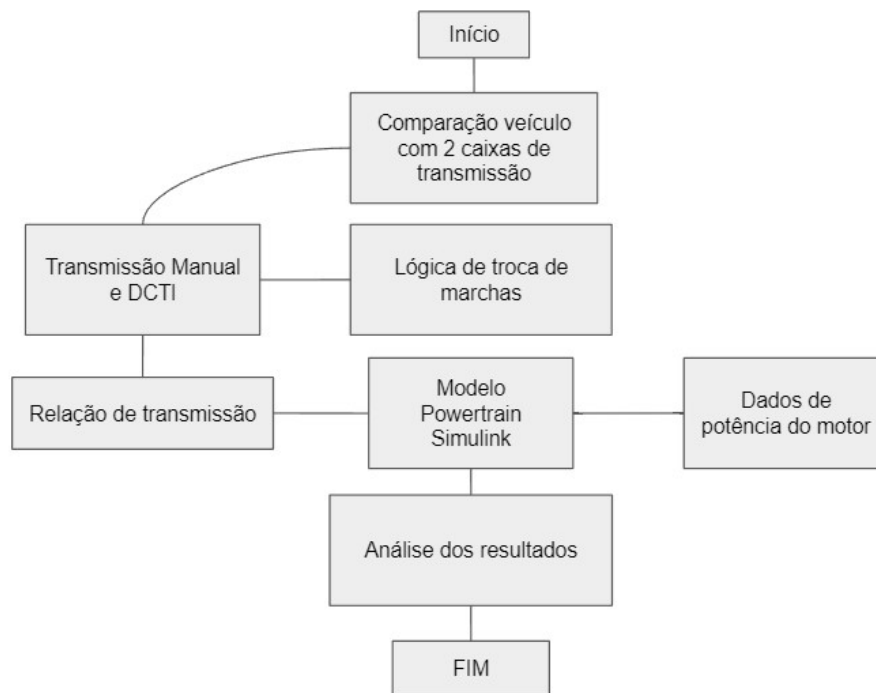 Início
Comparação veículo
com 2 caixas de
transmissão
Transmissão Manual
e DCTI
Lógica de troca de
marchas
Relação de transmissão
Modelo
Powertrain
Simulink
Dados de
potência do motor
Análise dos resultados
FIM